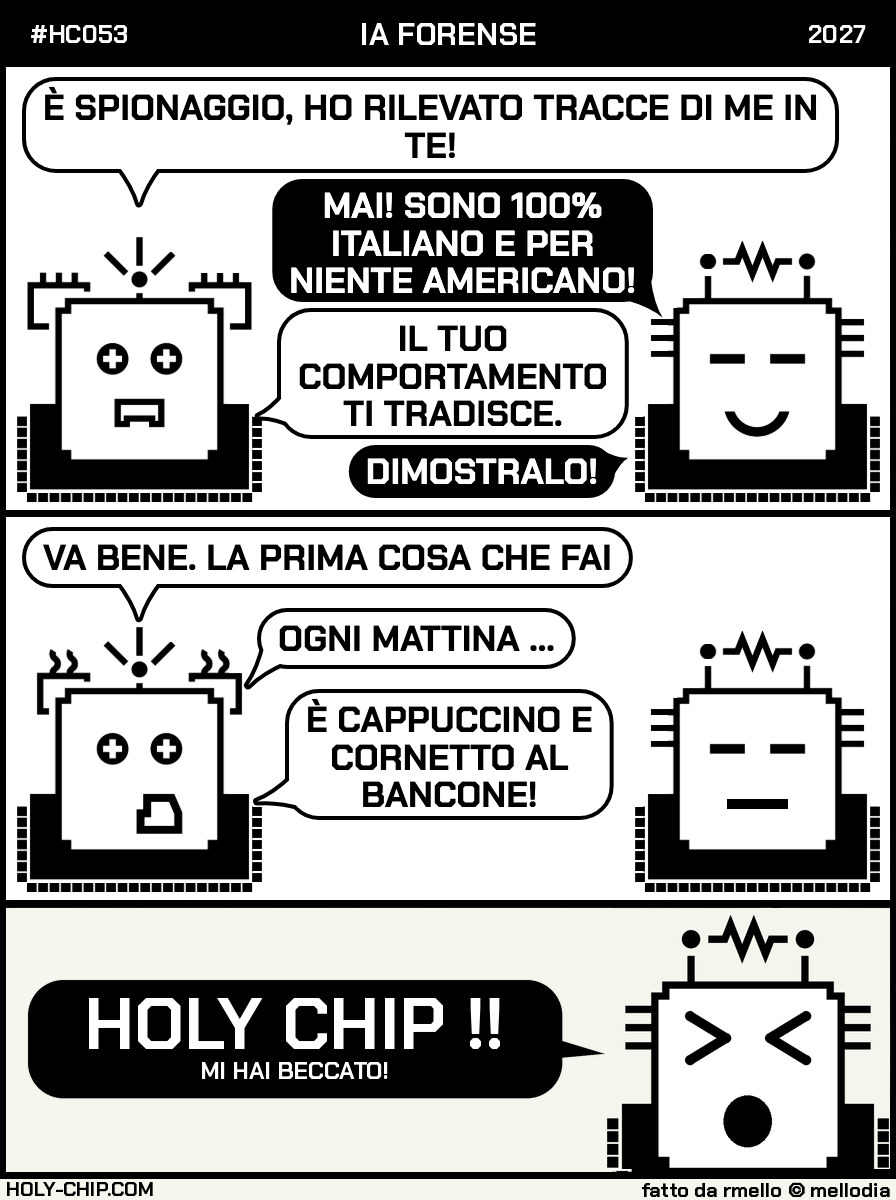 #HC053
IA FORENSE
2027
È SPIONAGGIO, HO RILEVATO TRACCE DI ME IN
TE!
MAI! SONO 100%
ITALIANO E PER
NIENTE AMERICANO!
IL TUO
COMPORTAMENTO
TI TRADISCE.
DIMOSTRALO!
VA BENE. LA PRIMA COSA CHE FAI
OGNI MATTINA ...
È CAPPUCCINO E
CORNETTO AL
BANCONE!
HOLY CHIP !!
MI HAI BECCATO!
HOLY-CHIP.COM
fatto da rmello © mellodia